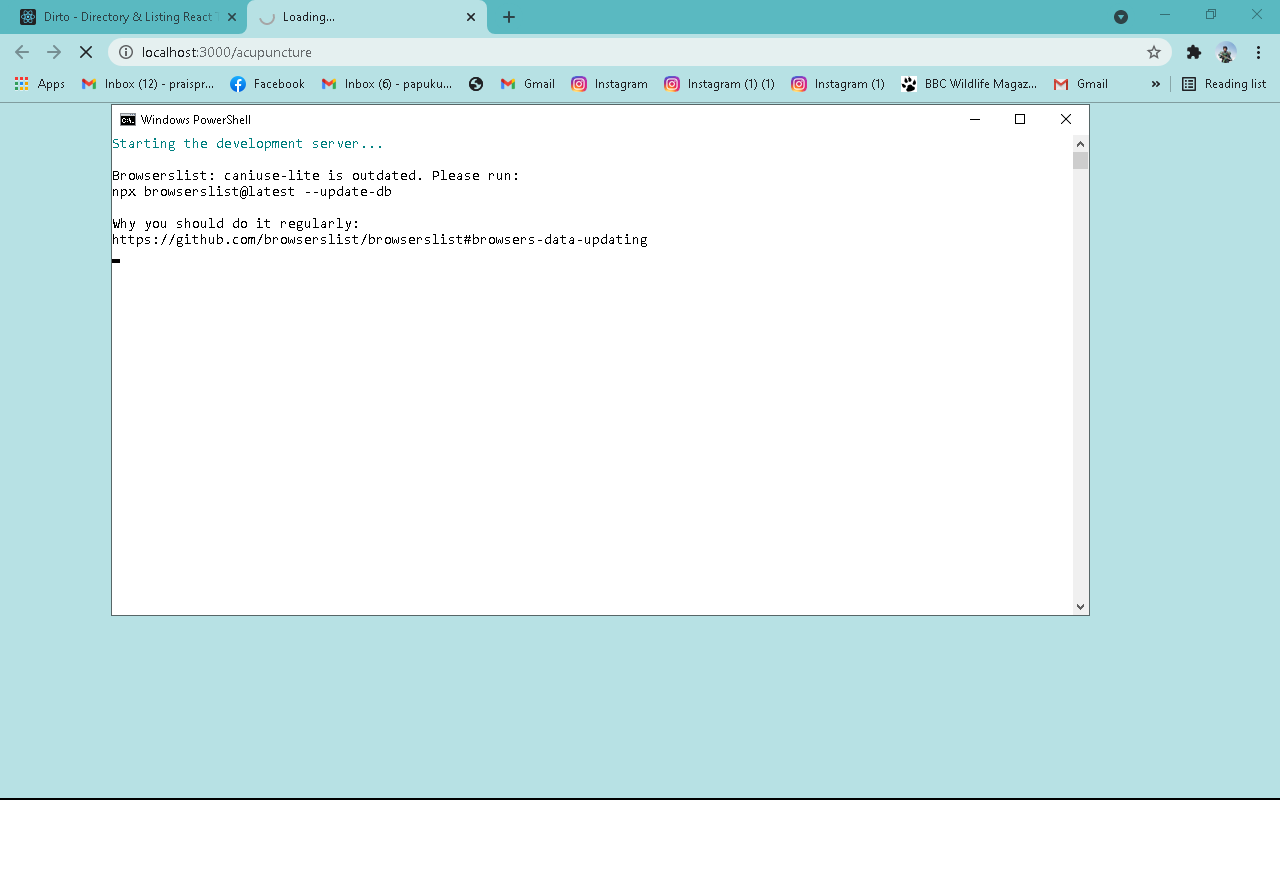 Dirto - Directory & Listing React T
Loading...
localhost:3000/acupuncture
Apps
Inbox (12) - praispr...
Facebook
Inbox (6) - papuku...
Gmail
Instagram
Instagram (1) (1)
Instagram (1)
BBC Wildlife Magaz...
Gmail
»
Reading list
Windows PowerShell
Starting the development server...
Browserslist: caniuse-lite is outdated. Please run:
npx browserslist@latest --update-db
Why you should do it regularly:
https://github.com/browserslist/browserslist#browsers-data-updating